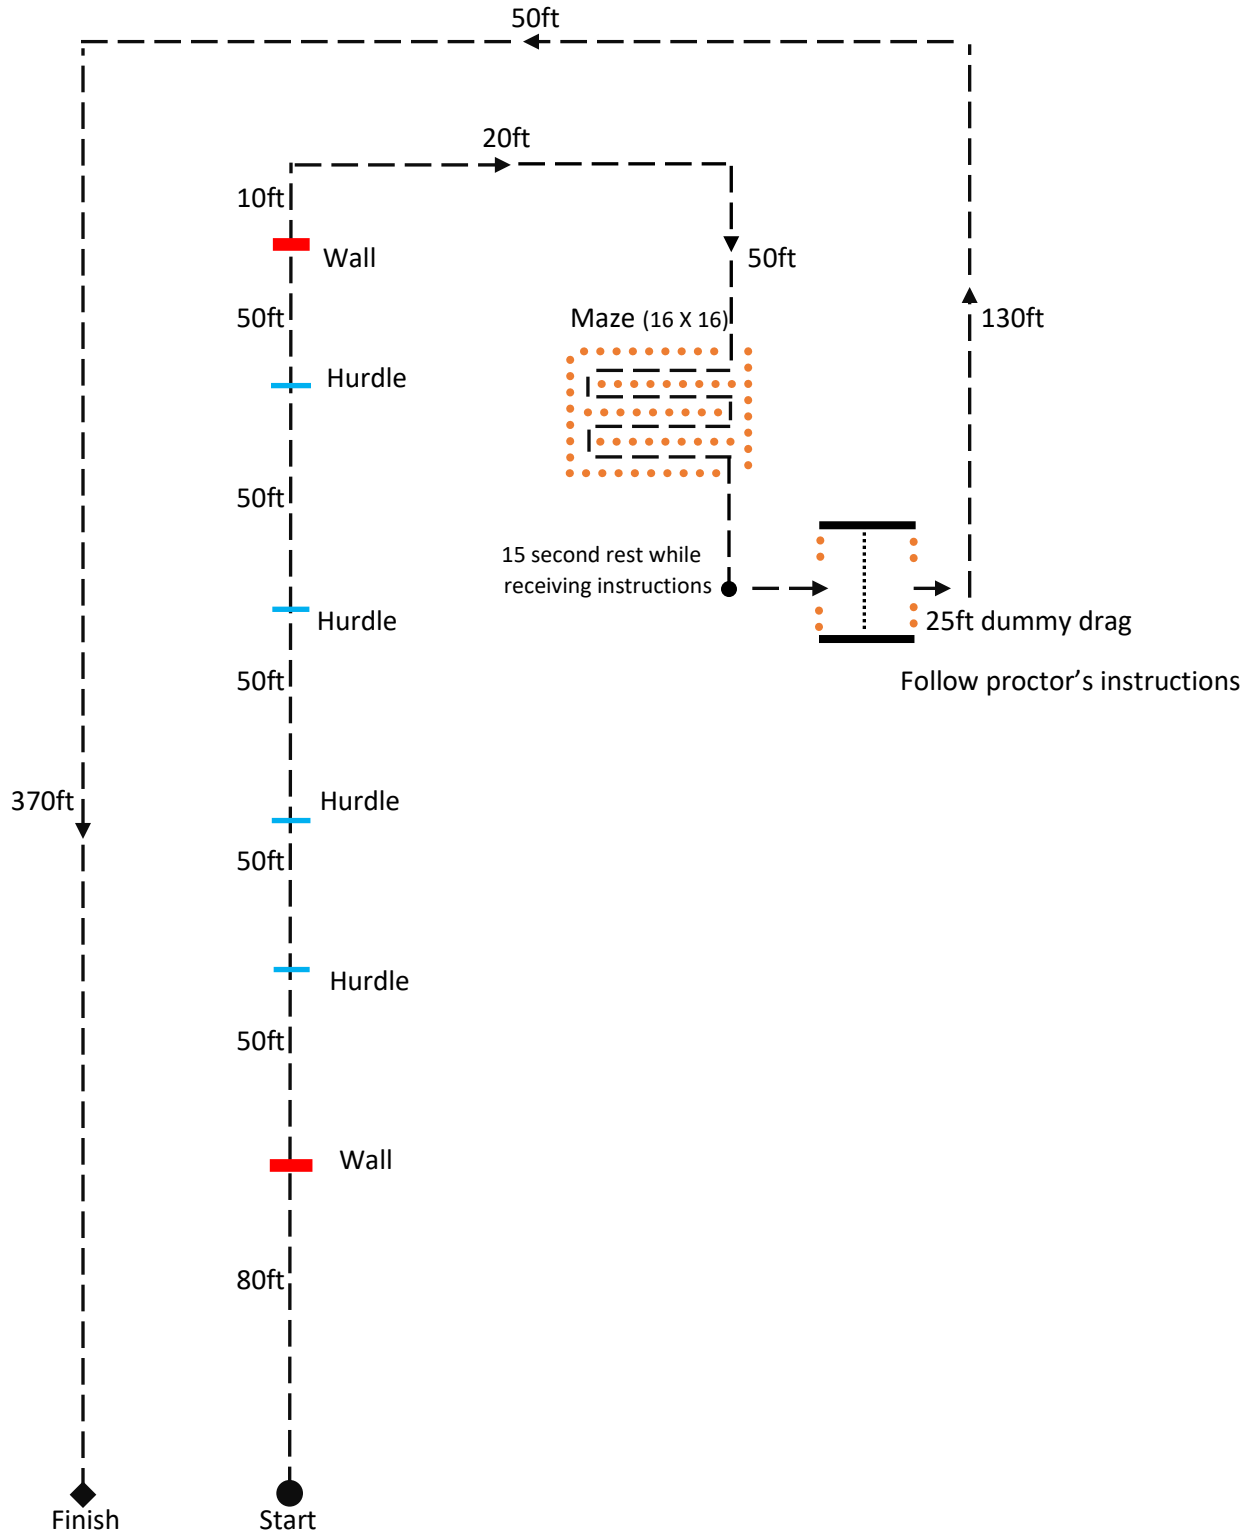 50ft
20ft
10ft
Wall
50ft
50ft
Maze (16 X 16)
130ft
Hurdle
50ft
15 second rest while
receiving instructions
Hurdle
25ft dummy drag
50ft
Follow proctor's instructions
370ft
Hurdle
50ft
Hurdle
50ft
Wall
80ft
Finish
Start